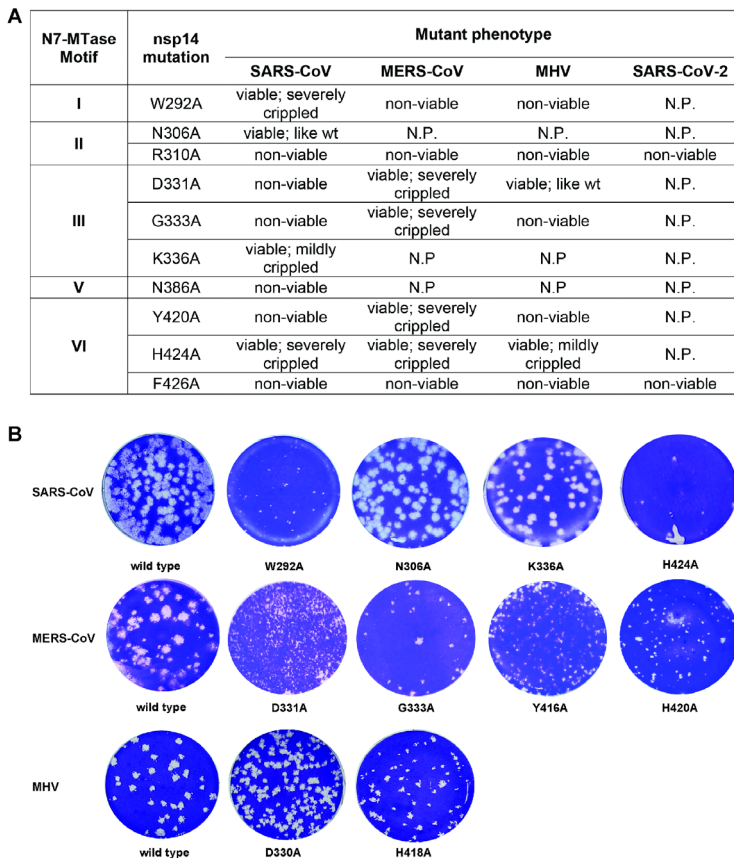 A
N7-MTase Motif nsp14 mutation Mutant phenotype
SARS-CoV MERS-CoV MHV SARS-CoV-2
I W292A viable; severely crippled non-viable non-viable N.P.
II N306A viable; like wt N.P. N.P. N.P.
R310A non-viable non-viable non-viable non-viable
III D331A non-viable viable; severely crippled viable; like wt N.P.
G333A non-viable viable; severely crippled non-viable N.P.
K336A viable; mildly crippled N.P N.P N.P.
V N386A non-viable N.P N.P N.P.
VI Y420A non-viable viable; severely crippled non-viable N.P.
H424A viable; severely crippled viable; severely crippled viable; mildly crippled N.P.
F426A non-viable non-viable non-viable non-viable
B
SARS-CoV
wild type W292A N306A K336A H424A
MERS-CoV
wild type D331A G333A Y416A H420A
MHV
wild type D330A H418A